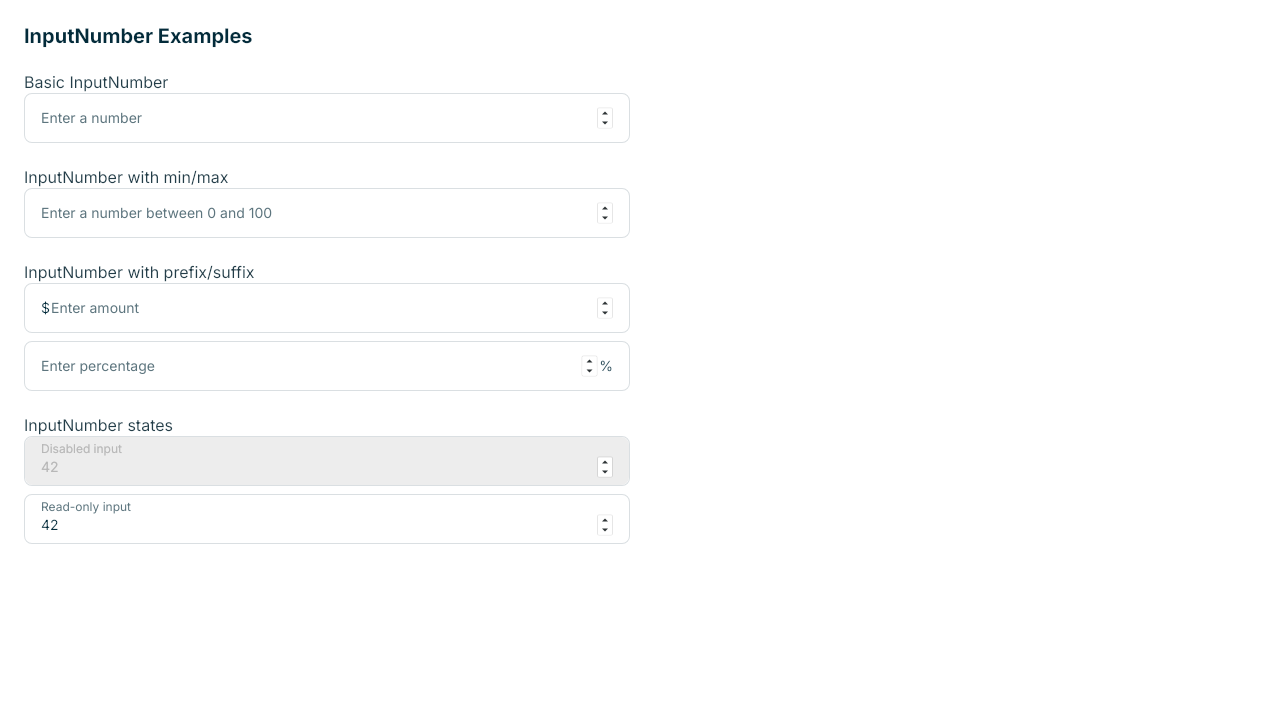 InputNumber Examples
Basic InputNumber
Enter a number
InputNumber with min/max
Enter a number between 0 and 100
InputNumber with prefix/suffix
$Enter amount
Enter percentage %
InputNumber states
Disabled input
42
Read-only input
42